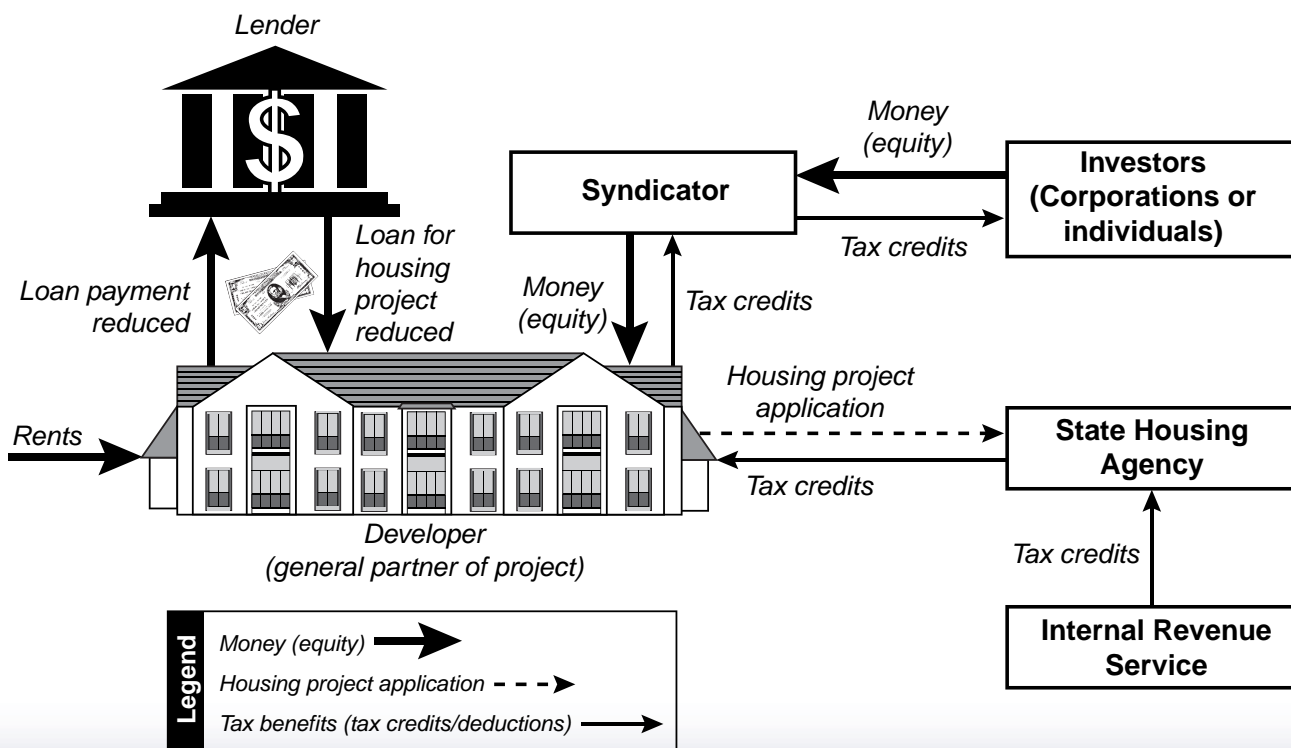 Lender
$
Money
(equity)
Investors
(Corporations or
individuals)
Syndicator
Tax credits
Loan for
housing
project
reduced
Loan payment
reduced
Money
(equity)
Tax credits
Housing project
application
Rents
State Housing
Agency
Tax credits
Developer
(general partner of project)
Tax credits
Internal Revenue
Service
Legend
Money (equity)
Housing project application
Tax benefits (tax credits/deductions)